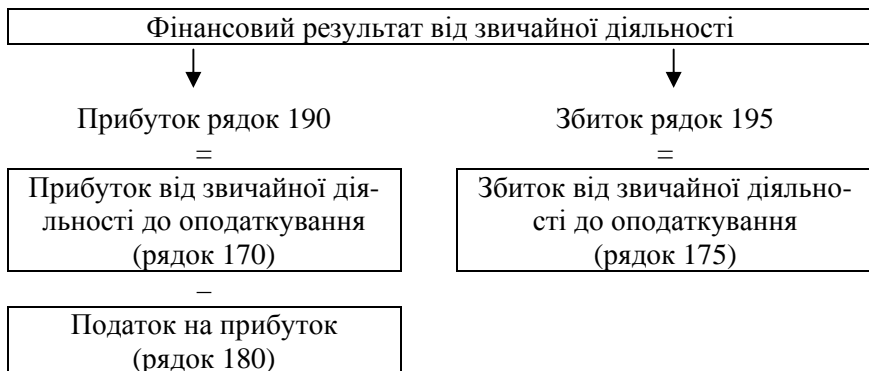 Фінансовий результат від звичайної діяльності
Прибуток рядок 190
=
Прибуток від звичайної дія-
льності до оподаткування
(рядок 170)
–
Податок на прибуток
(рядок 180)
Збиток рядок 195
=
Збиток від звичайної діяльно-
сті до оподаткування
(рядок 175)